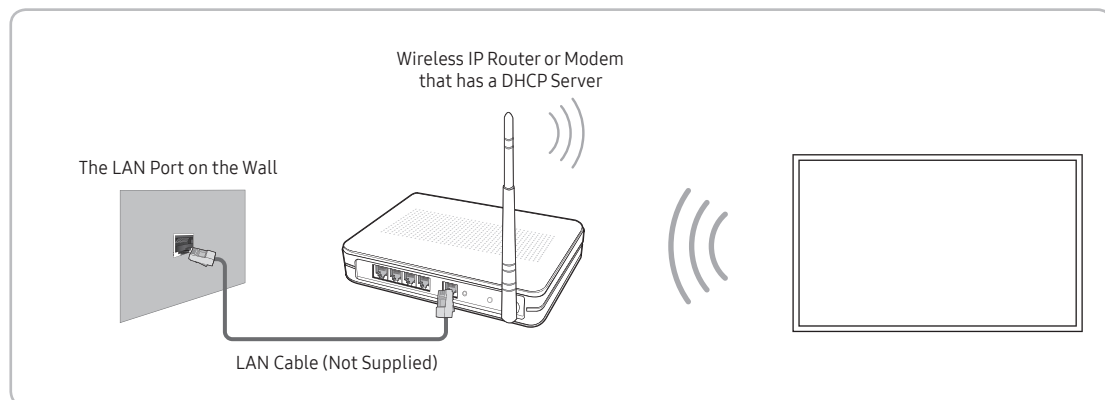 Wireless IP Router or Modem
that has a DHCP Server
The LAN Port on the Wall
LAN Cable (Not Supplied)